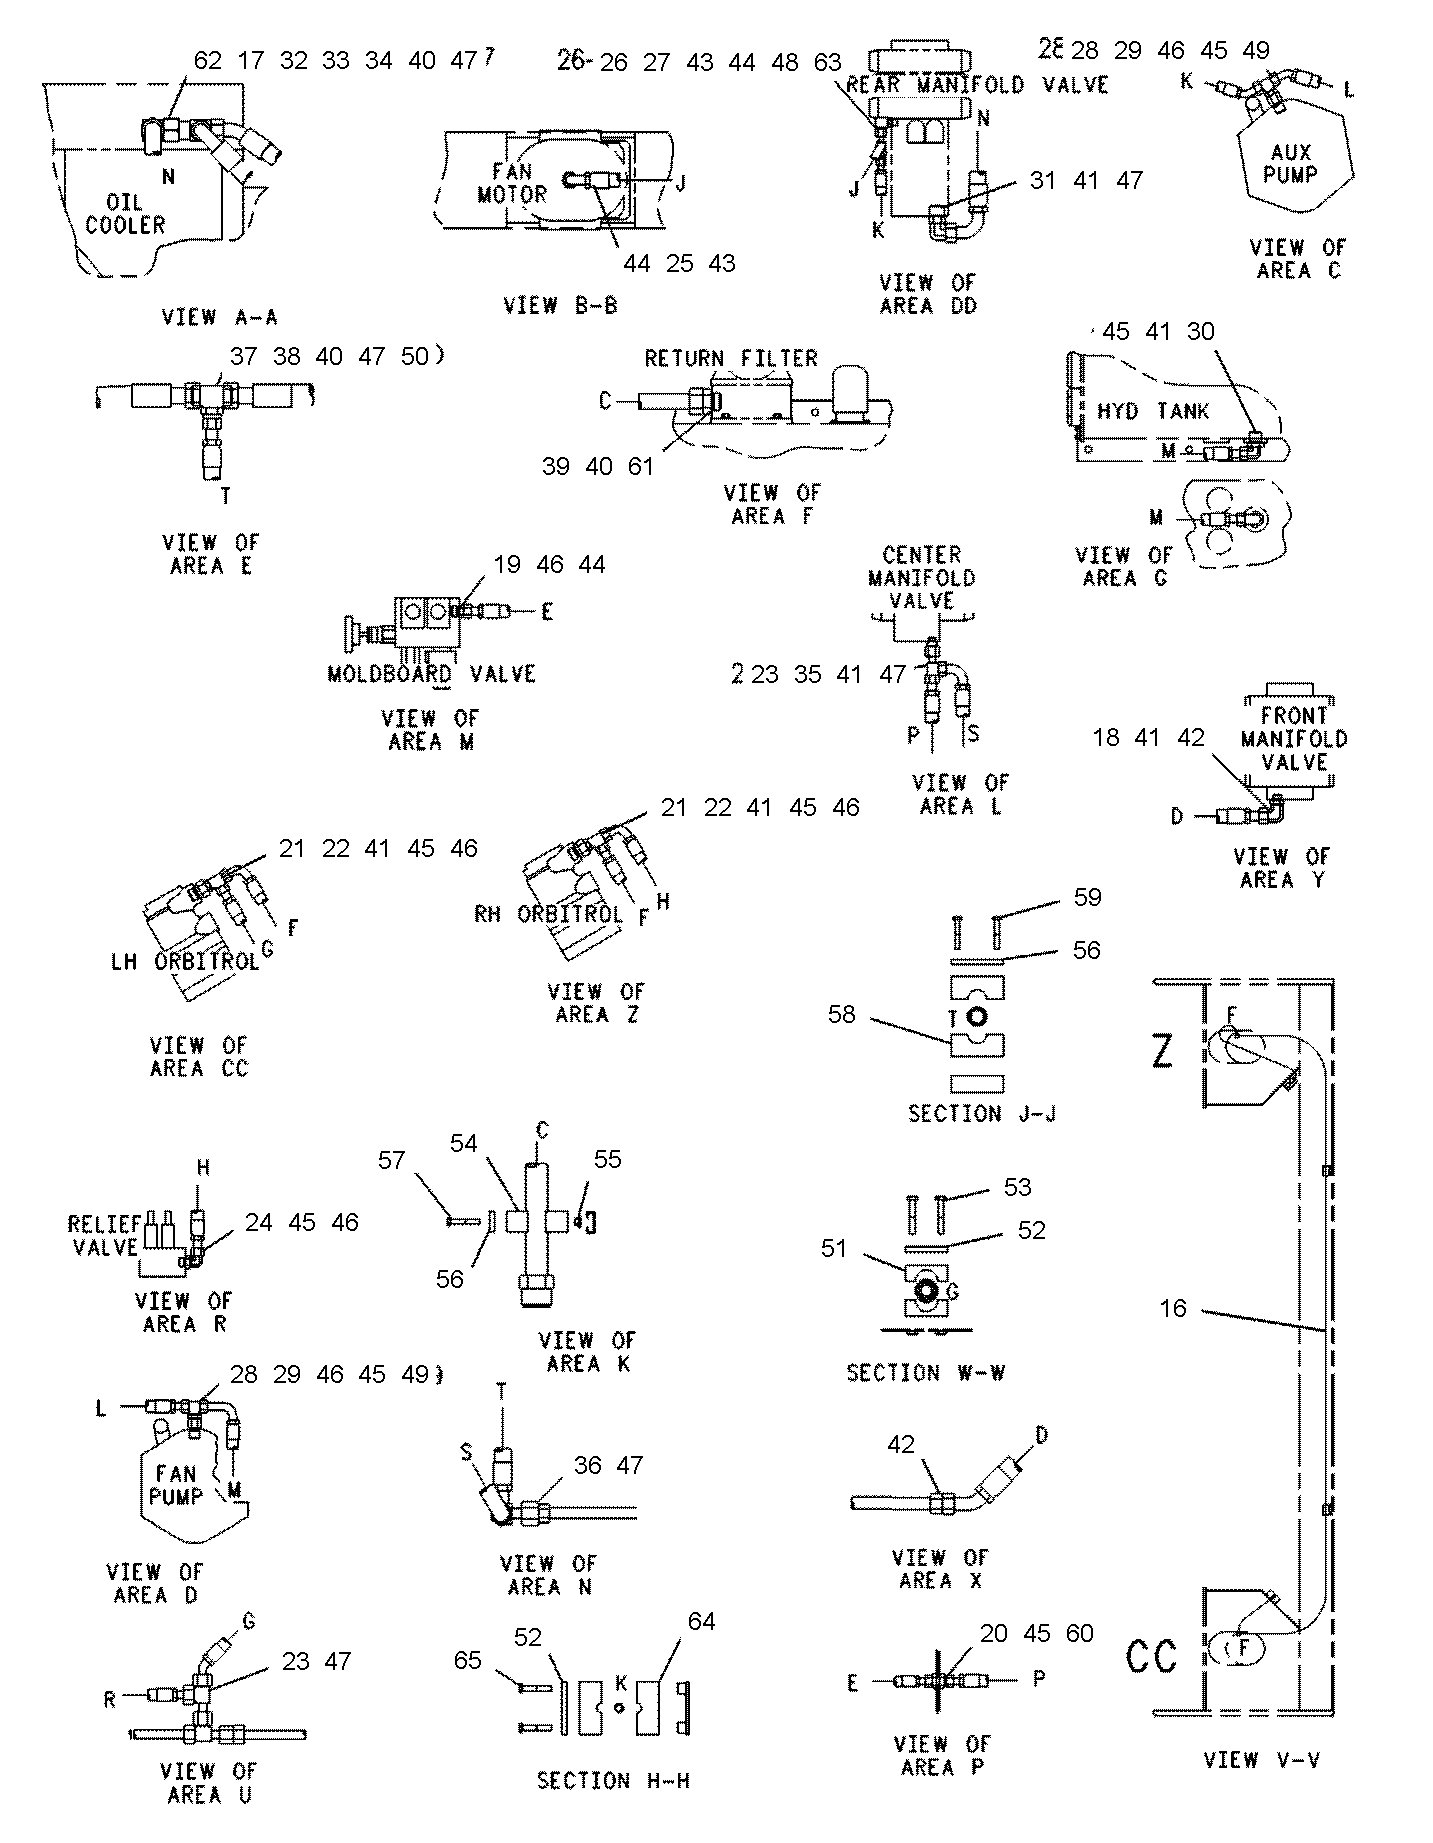 62 17 32 33 34 40 47
N
OIL
COOLER
VIEW A-A
FAN
MOTOR
J
44 25 43
VIEW B-B
26 27 43 44 48 63
REAR MANIFOLD VALVE
N
J
K
31 41 47
VIEW OF
AREA DD
28 29 46 45 49
K
L
AUX
PUMP
VIEW OF
AREA C
37 38 40 47 50
T
VIEW OF
AREA E
RETURN FILTER
C
39 40 61
VIEW OF
AREA F
45 41 30
HYD TANK
M
M
VIEW OF
AREA G
19 46 44
E
MOLDBOARD VALVE
VIEW OF
AREA M
CENTER
MANIFOLD
VALVE
23 35 41 47
P S
VIEW OF
AREA L
FRONT
MANIFOLD
VALVE
18 41 42
D
VIEW OF
AREA Y
21 22 41 45 46
F
G
LH ORBITROL
VIEW OF
AREA CC
21 22 41 45 46
H
F
RH ORBITROL
VIEW OF
AREA Z
59
56
T
58
SECTION J-J
Z
F
16
CC
F
VIEW V-V
H
RELIEF
VALVE
24 45 46
VIEW OF
AREA R
C
57
54
55
56
VIEW OF
AREA K
53
52
51
G
SECTION W-W
28 29 46 45 49
L
FAN
PUMP
M
VIEW OF
AREA D
T
S
36 47
VIEW OF
AREA N
42
D
VIEW OF
AREA X
G
23 47
R
VIEW OF
AREA U
52
64
65
K
SECTION H-H
20 45 60
E
P
VIEW OF
AREA P